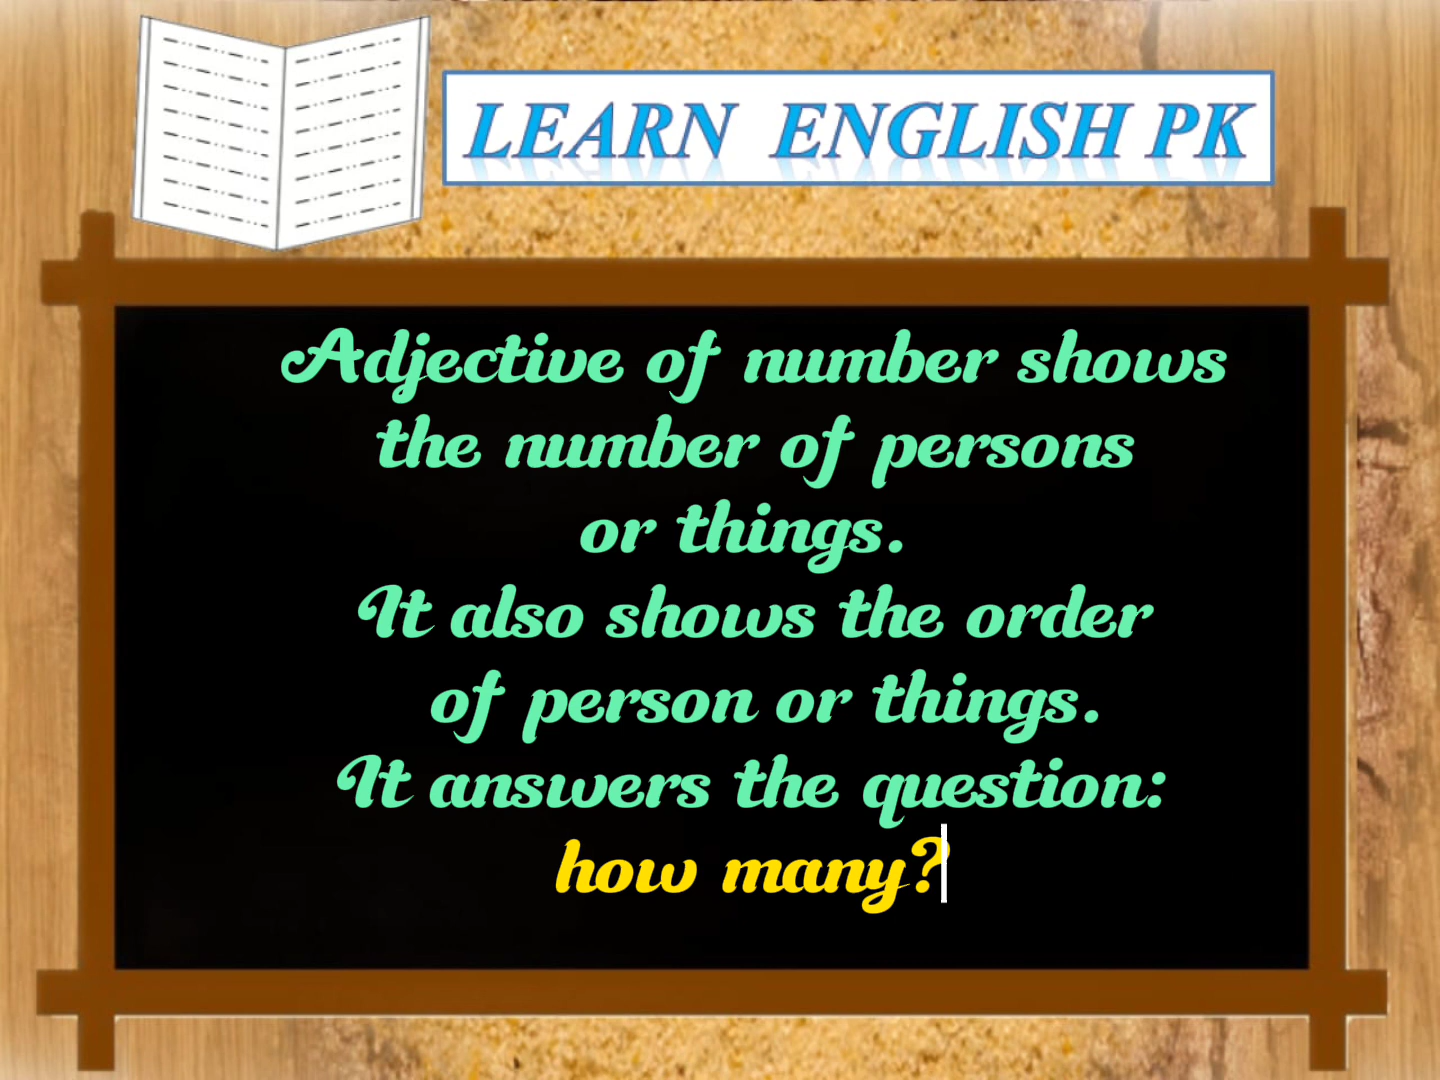 LEARN ENGLISH PK
Adjective of number shows
the number of persons
or things.
It also shows the order
of person or things.
It answers the question:
how many?